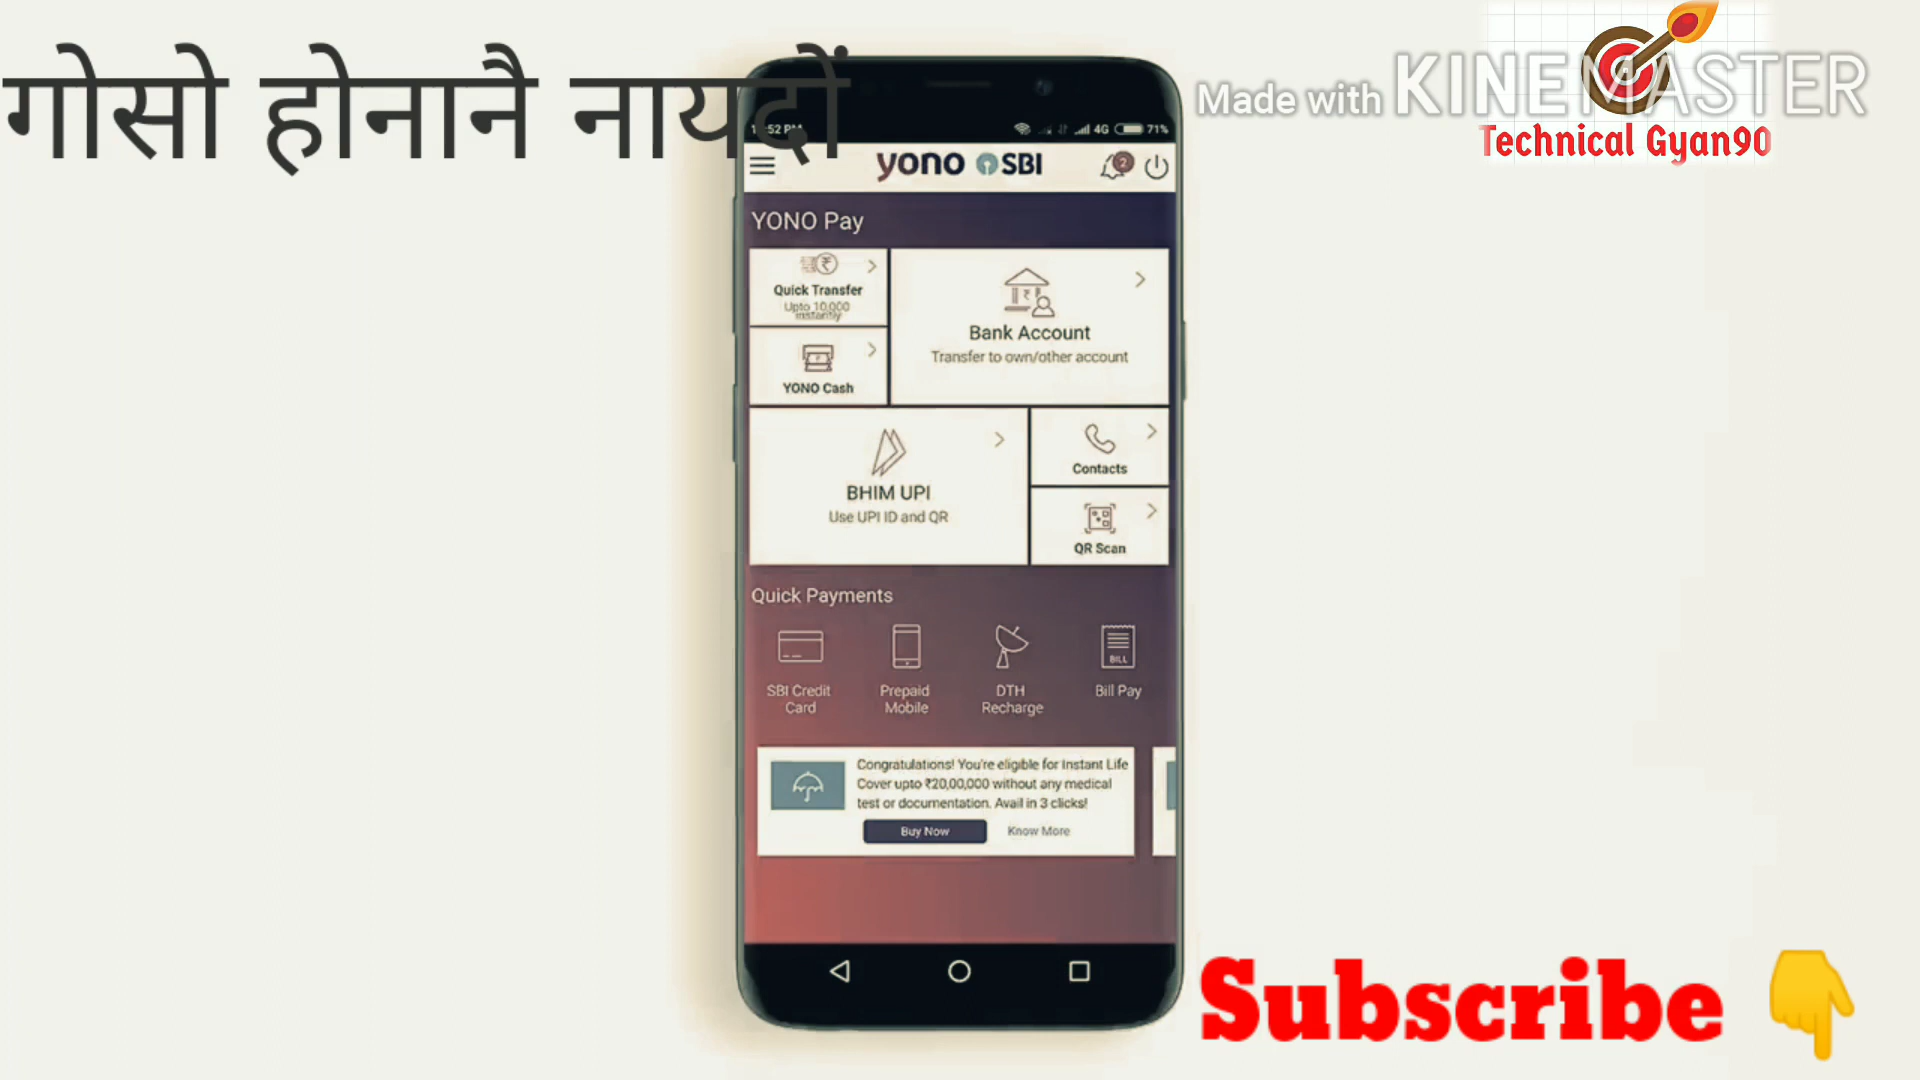 गोसो होनानै नायदों
Made with KINEMASTER
Technical Gyan90
52 PM
4G 71%
yono SBI
2
YONO Pay
Quick Transfer
Upto 10,000
instantly
Bank Account
Transfer to own/other account
YONO Cash
BHIM UPI
Use UPI ID and QR
Contacts
QR Scan
Quick Payments
BILL
SBI Credit
Card
Prepaid
Mobile
DTH
Recharge
Bill Pay
Congratulations! You're eligible for Instant Life
Cover upto ₹20,00,000 without any medical
test or documentation. Avail in 3 clicks!
Buy Now
Know More
Subscribe